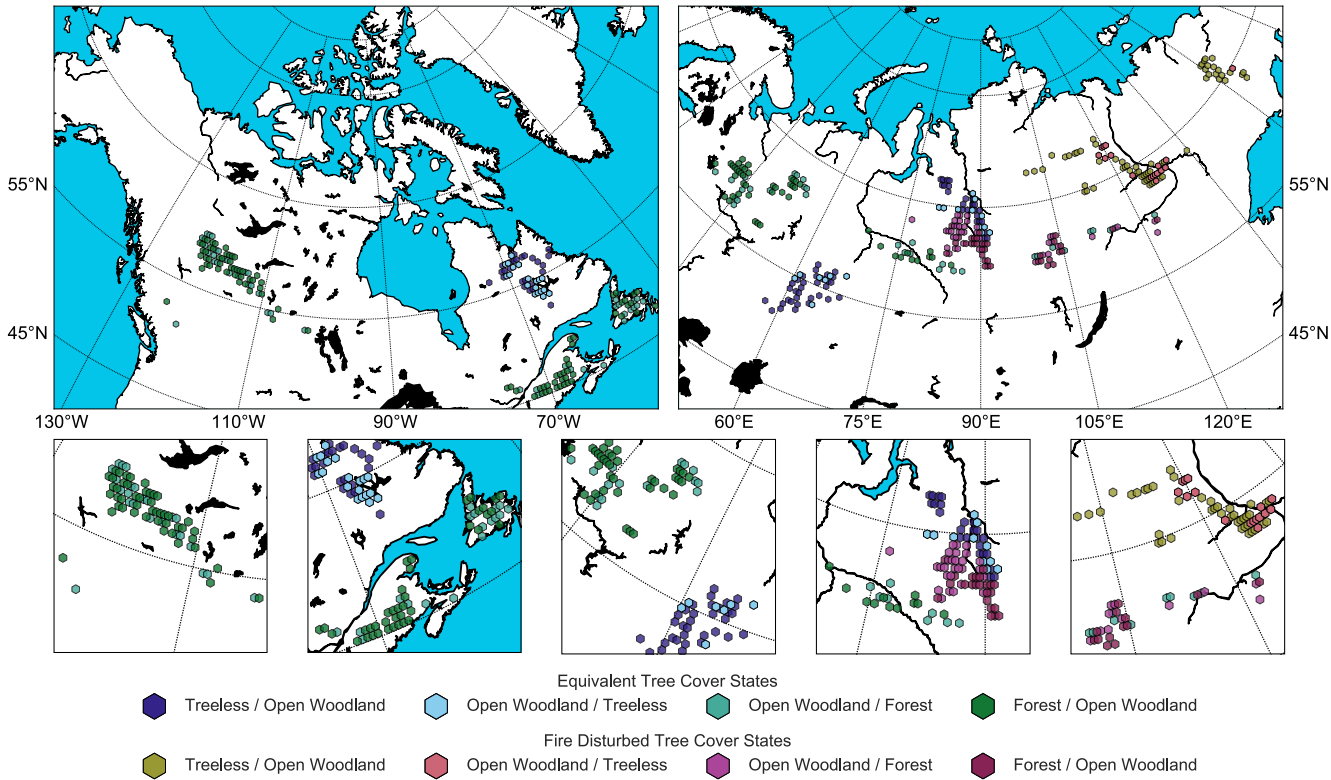 55°N
45°N
55°N
45°N
130°W 110°W 90°W 70°W 60°E 75°E 90°E 105°E 120°E
Equivalent Tree Cover States
Treeless / Open Woodland Open Woodland / Treeless Open Woodland / Forest Forest / Open Woodland
Fire Disturbed Tree Cover States
Treeless / Open Woodland Open Woodland / Treeless Open Woodland / Forest Forest / Open Woodland